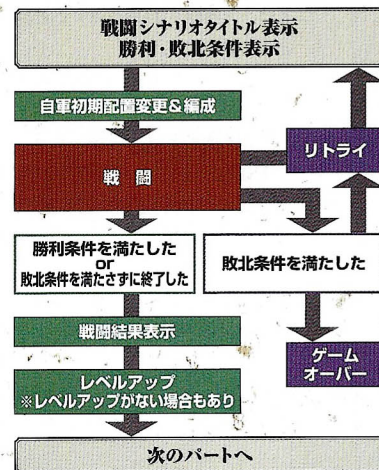 戦闘シナリオタイトル表示
勝利・敗北条件表示
自軍初期配置変更&編成
リトライ
戦 闘
勝利条件を満たした
or
敗北条件を満たさずに終了した
敗北条件を満たした
戦闘結果表示
ゲーム
オーバー
レベルアップ
※レベルアップがない場合もあり
次のパートへ